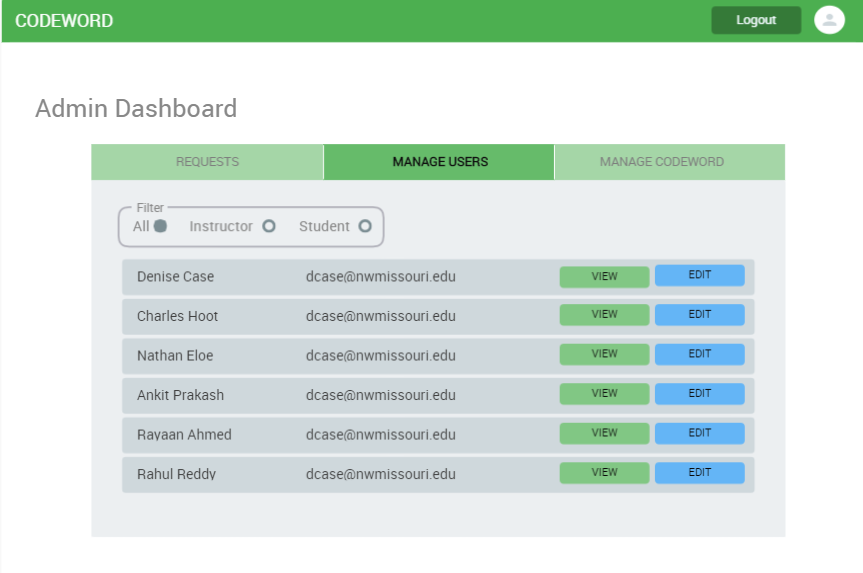 CODEWORD Logout
Admin Dashboard
REQUESTS MANAGE USERS MANAGE CODEWORD
Filter
All Instructor Student
Denise Case dcase@nwmissouri.edu VIEW EDIT
Charles Hoot dcase@nwmissouri.edu VIEW EDIT
Nathan Eloe dcase@nwmissouri.edu VIEW EDIT
Ankit Prakash dcase@nwmissouri.edu VIEW EDIT
Rayaan Ahmed dcase@nwmissouri.edu VIEW EDIT
Rahul Reddy dcase@nwmissouri.edu VIEW EDIT